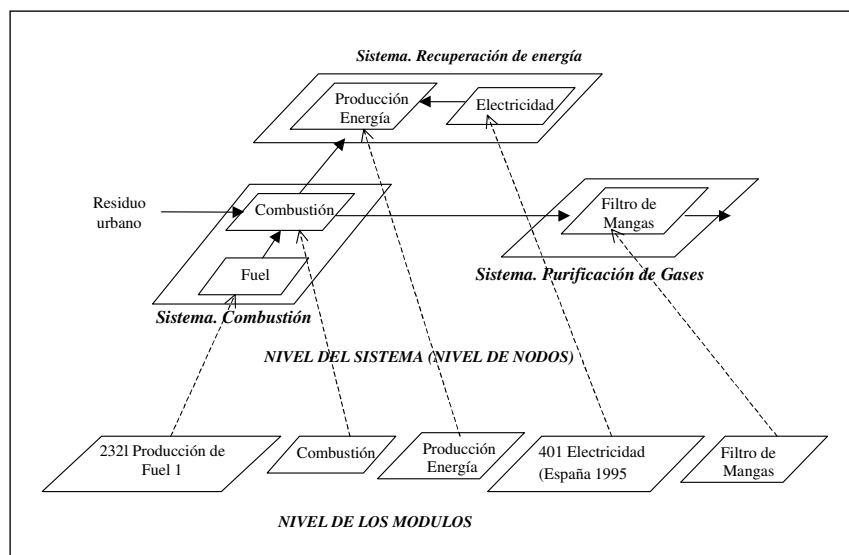 Sistema. Recuperación de energía
Producción
Energía
Electricidad
Residuo
urbano
Combustión
Filtro de
Mangas
Fuel
Sistema. Purificación de Gases
Sistema. Combustión
NIVEL DEL SISTEMA (NIVEL DE NODOS)
232l Producción de
Fuel 1
Combustión
Producción
Energía
401 Electricidad
(España 1995
Filtro de
Mangas
NIVEL DE LOS MODULOS